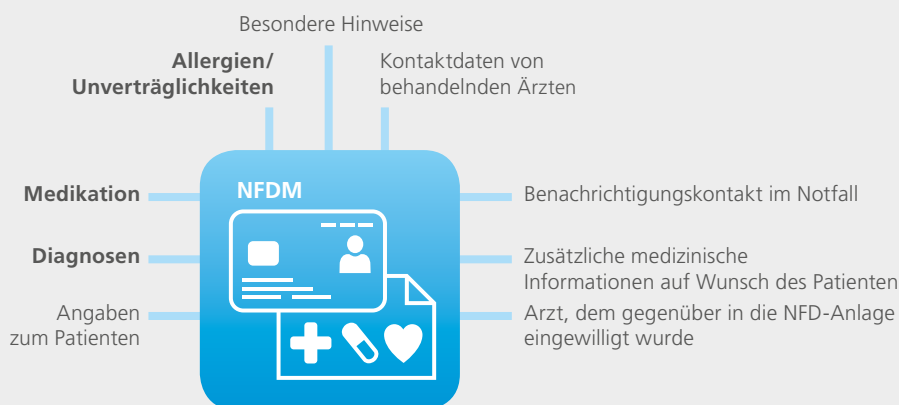 Besondere Hinweise
Allergien/
Unverträglichkeiten
Kontaktdaten von
behandelnden Ärzten
NFDM
Medikation
Diagnosen
Angaben
zum Patienten
Benachrichtigungskontakt im Notfall
Zusätzliche medizinische
Informationen auf Wunsch des Patienten
Arzt, dem gegenüber in die NFD-Anlage
eingewilligt wurde